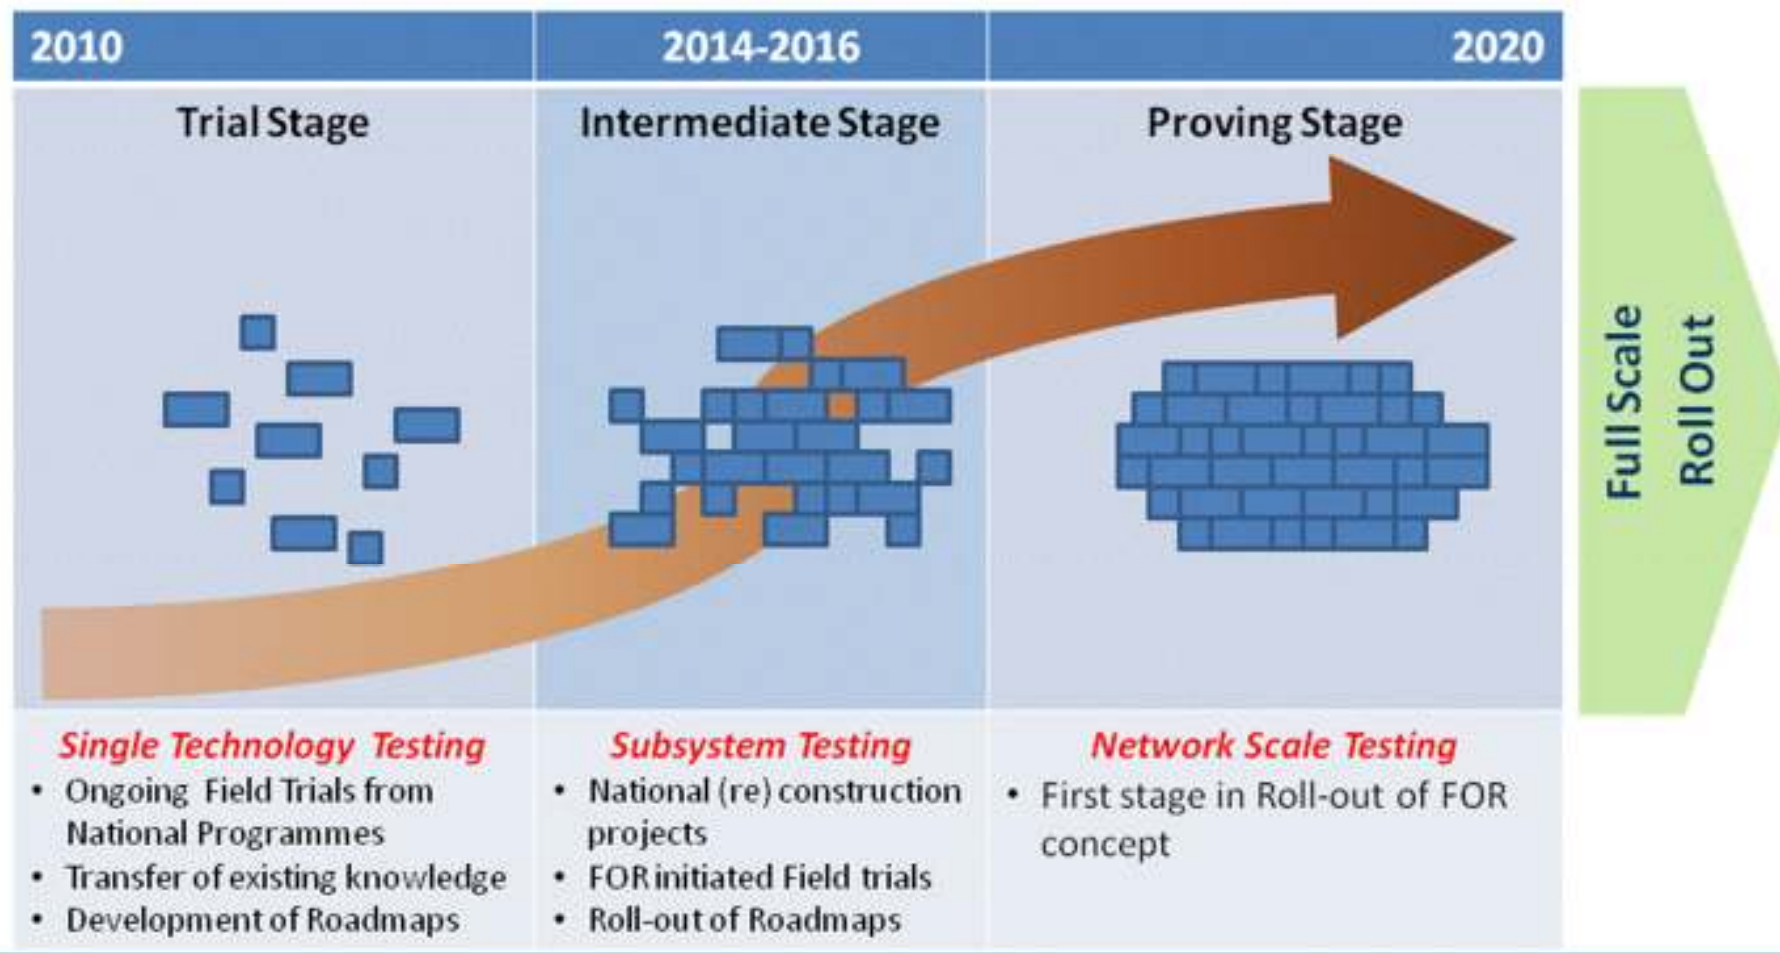 2010
2014-2016
2020
Trial Stage
Intermediate Stage
Proving Stage
Full Scale
Roll Out
Single Technology Testing
• Ongoing Field Trials from
National Programmes
• Transfer of existing knowledge
• Development of Roadmaps
Subsystem Testing
• National (re) construction
projects
• FOR initiated Field trials
• Roll-out of Roadmaps
Network Scale Testing
• First stage in Roll-out of FOR
concept